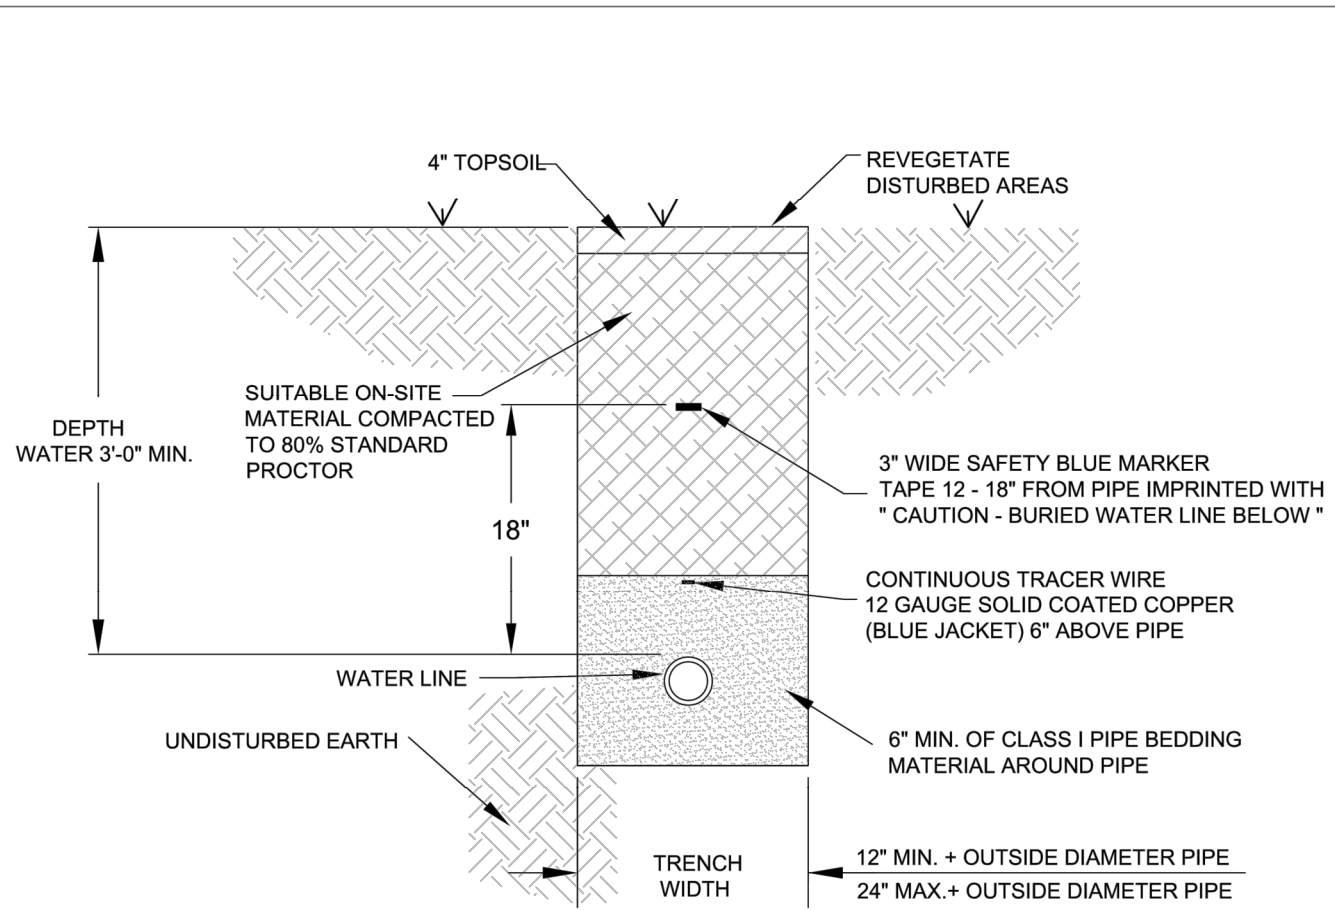 4" TOPSOIL
REVEGETATE
DISTURBED AREAS
SUITABLE ON-SITE
MATERIAL COMPACTED
TO 80% STANDARD
PROCTOR
DEPTH
WATER 3'-0" MIN.
18"
3" WIDE SAFETY BLUE MARKER
TAPE 12 - 18" FROM PIPE IMPRINTED WITH
" CAUTION - BURIED WATER LINE BELOW "
CONTINUOUS TRACER WIRE
12 GAUGE SOLID COATED COPPER
(BLUE JACKET) 6" ABOVE PIPE
WATER LINE
UNDISTURBED EARTH
6" MIN. OF CLASS I PIPE BEDDING
MATERIAL AROUND PIPE
TRENCH
WIDTH
12" MIN. + OUTSIDE DIAMETER PIPE
24" MAX.+ OUTSIDE DIAMETER PIPE